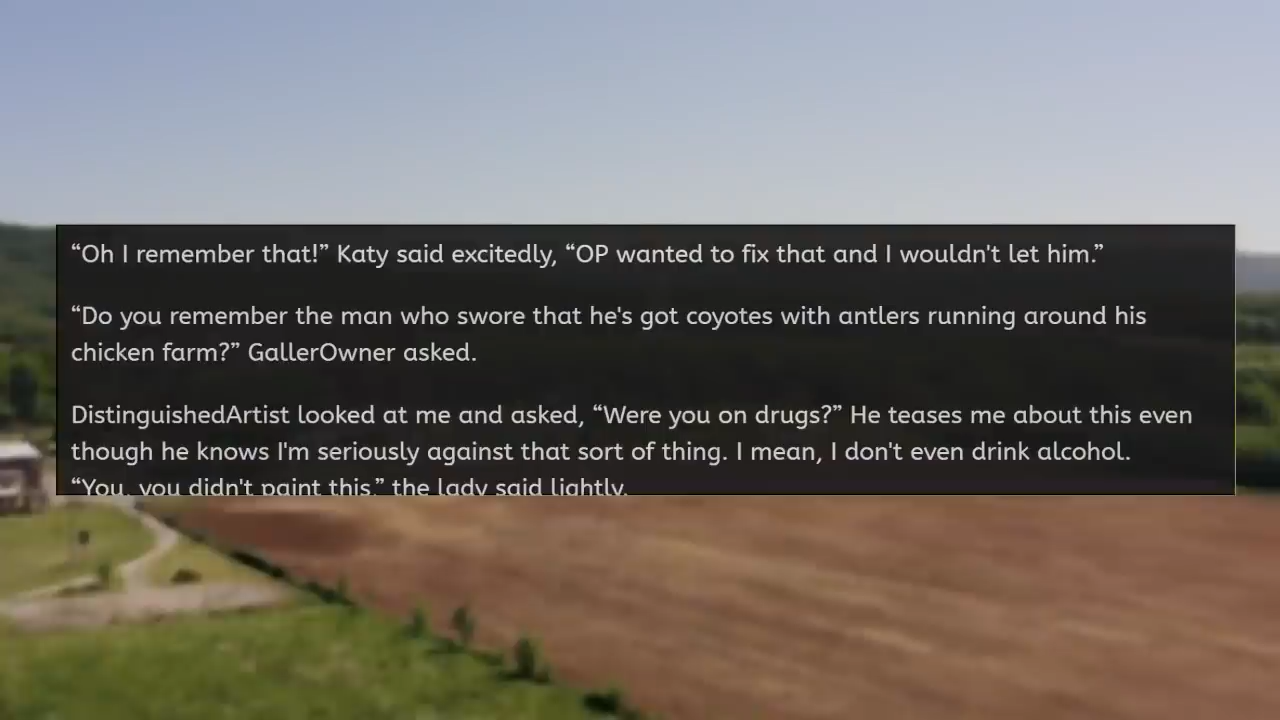 “Oh I remember that!” Katy said excitedly, “OP wanted to fix that and I wouldn't let him.”
“Do you remember the man who swore that he's got coyotes with antlers running around his
chicken farm?” GallerOwner asked.
DistinguishedArtist looked at me and asked, “Were you on drugs?” He teases me about this even
though he knows I'm seriously against that sort of thing. I mean, I don't even drink alcohol.
“You, you didn't paint this,” the lady said lightly.